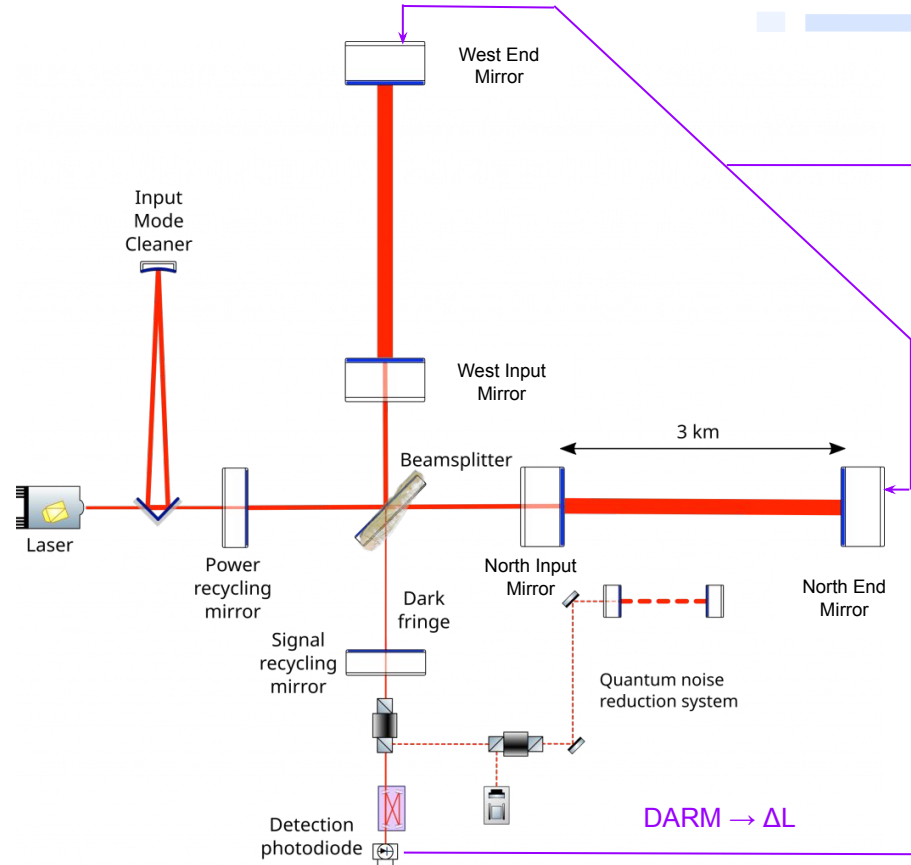 West End
Mirror
Input
Mode
Cleaner
West Input
Mirror
3 km
Beamsplitter
Laser
Power
recycling
mirror
North Input
Mirror
North End
Mirror
Dark
fringe
Signal
recycling
mirror
Quantum noise
reduction system
DARM → ΔL
Detection
photodiode